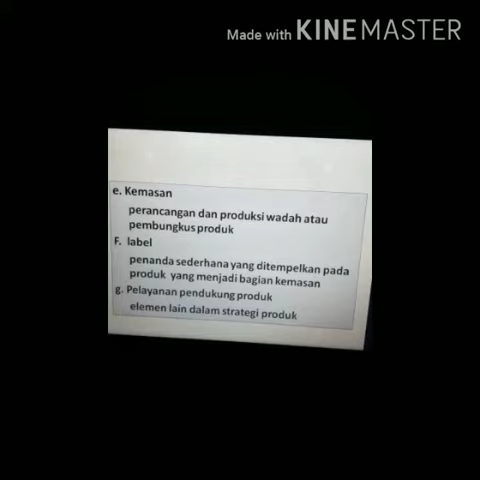 Made with KINEMASTER
e. Kemasan
perancangan dan produksi wadah atau
pembungkus produk
F. label
penanda sederhana yang ditempelkan pada
produk yang menjadi bagian kemasan
g. Pelayanan pendukung produk
elemen lain dalam strategi produk